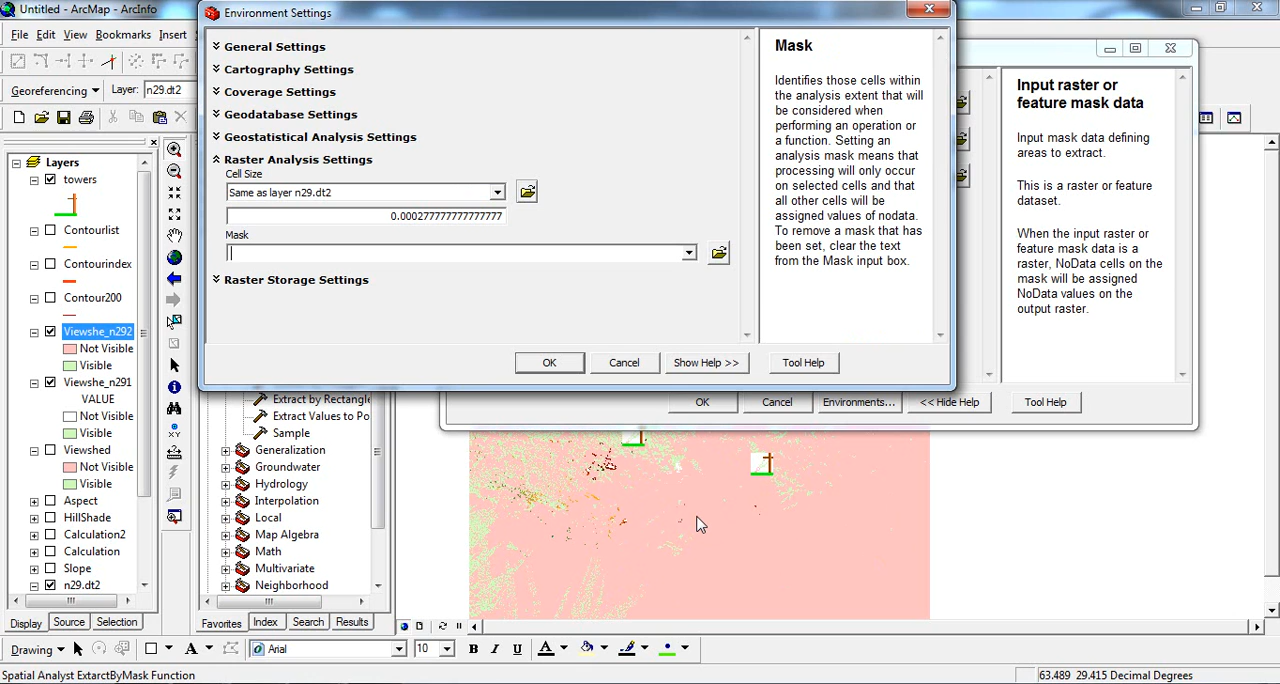 Untitled - ArcMap - ArcInfo
File Edit View Bookmarks Insert
Georeferencing Layer: n29.dt2
Layers
towers
Contourlist
Contourindex
Contour200
Viewshe_n292
Not Visible
Visible
Viewshe_n291
VALUE
Not Visible
Visible
Viewshed
Not Visible
Visible
Aspect
HillShade
Calculation2
Calculation
Slope
n29.dt2
Display Source Selection
Environment Settings
General Settings
Cartography Settings
Coverage Settings
Geodatabase Settings
Geostatistical Analysis Settings
Raster Analysis Settings
Cell Size
Same as layer n29.dt2
0.000277777777777777
Mask
Raster Storage Settings
OK Cancel Show Help >> Tool Help
Mask
Identifies those cells within
the analysis extent that will
be considered when
performing an operation or
a function. Setting an
analysis mask means that
processing will only occur
on selected cells and that
all other cells will be
assigned values of nodata.
To remove a mask that has
been set, clear the text
from the Mask input box.
Input raster or
feature mask data
Input mask data defining
areas to extract.
This is a raster or feature
dataset.
When the input raster or
feature mask data is a
raster, NoData cells on the
mask will be assigned
NoData values on the
output raster.
OK Cancel Environments... << Hide Help Tool Help
Extract by Rectangle
Extract Values to Po
Sample
Generalization
Groundwater
Hydrology
Interpolation
Local
Map Algebra
Math
Multivariate
Neighborhood
Favorites Index Search Results
Drawing Arial 10 B I U A
Spatial Analyst ExtarctByMask Function
63.489 29.415 Decimal Degrees